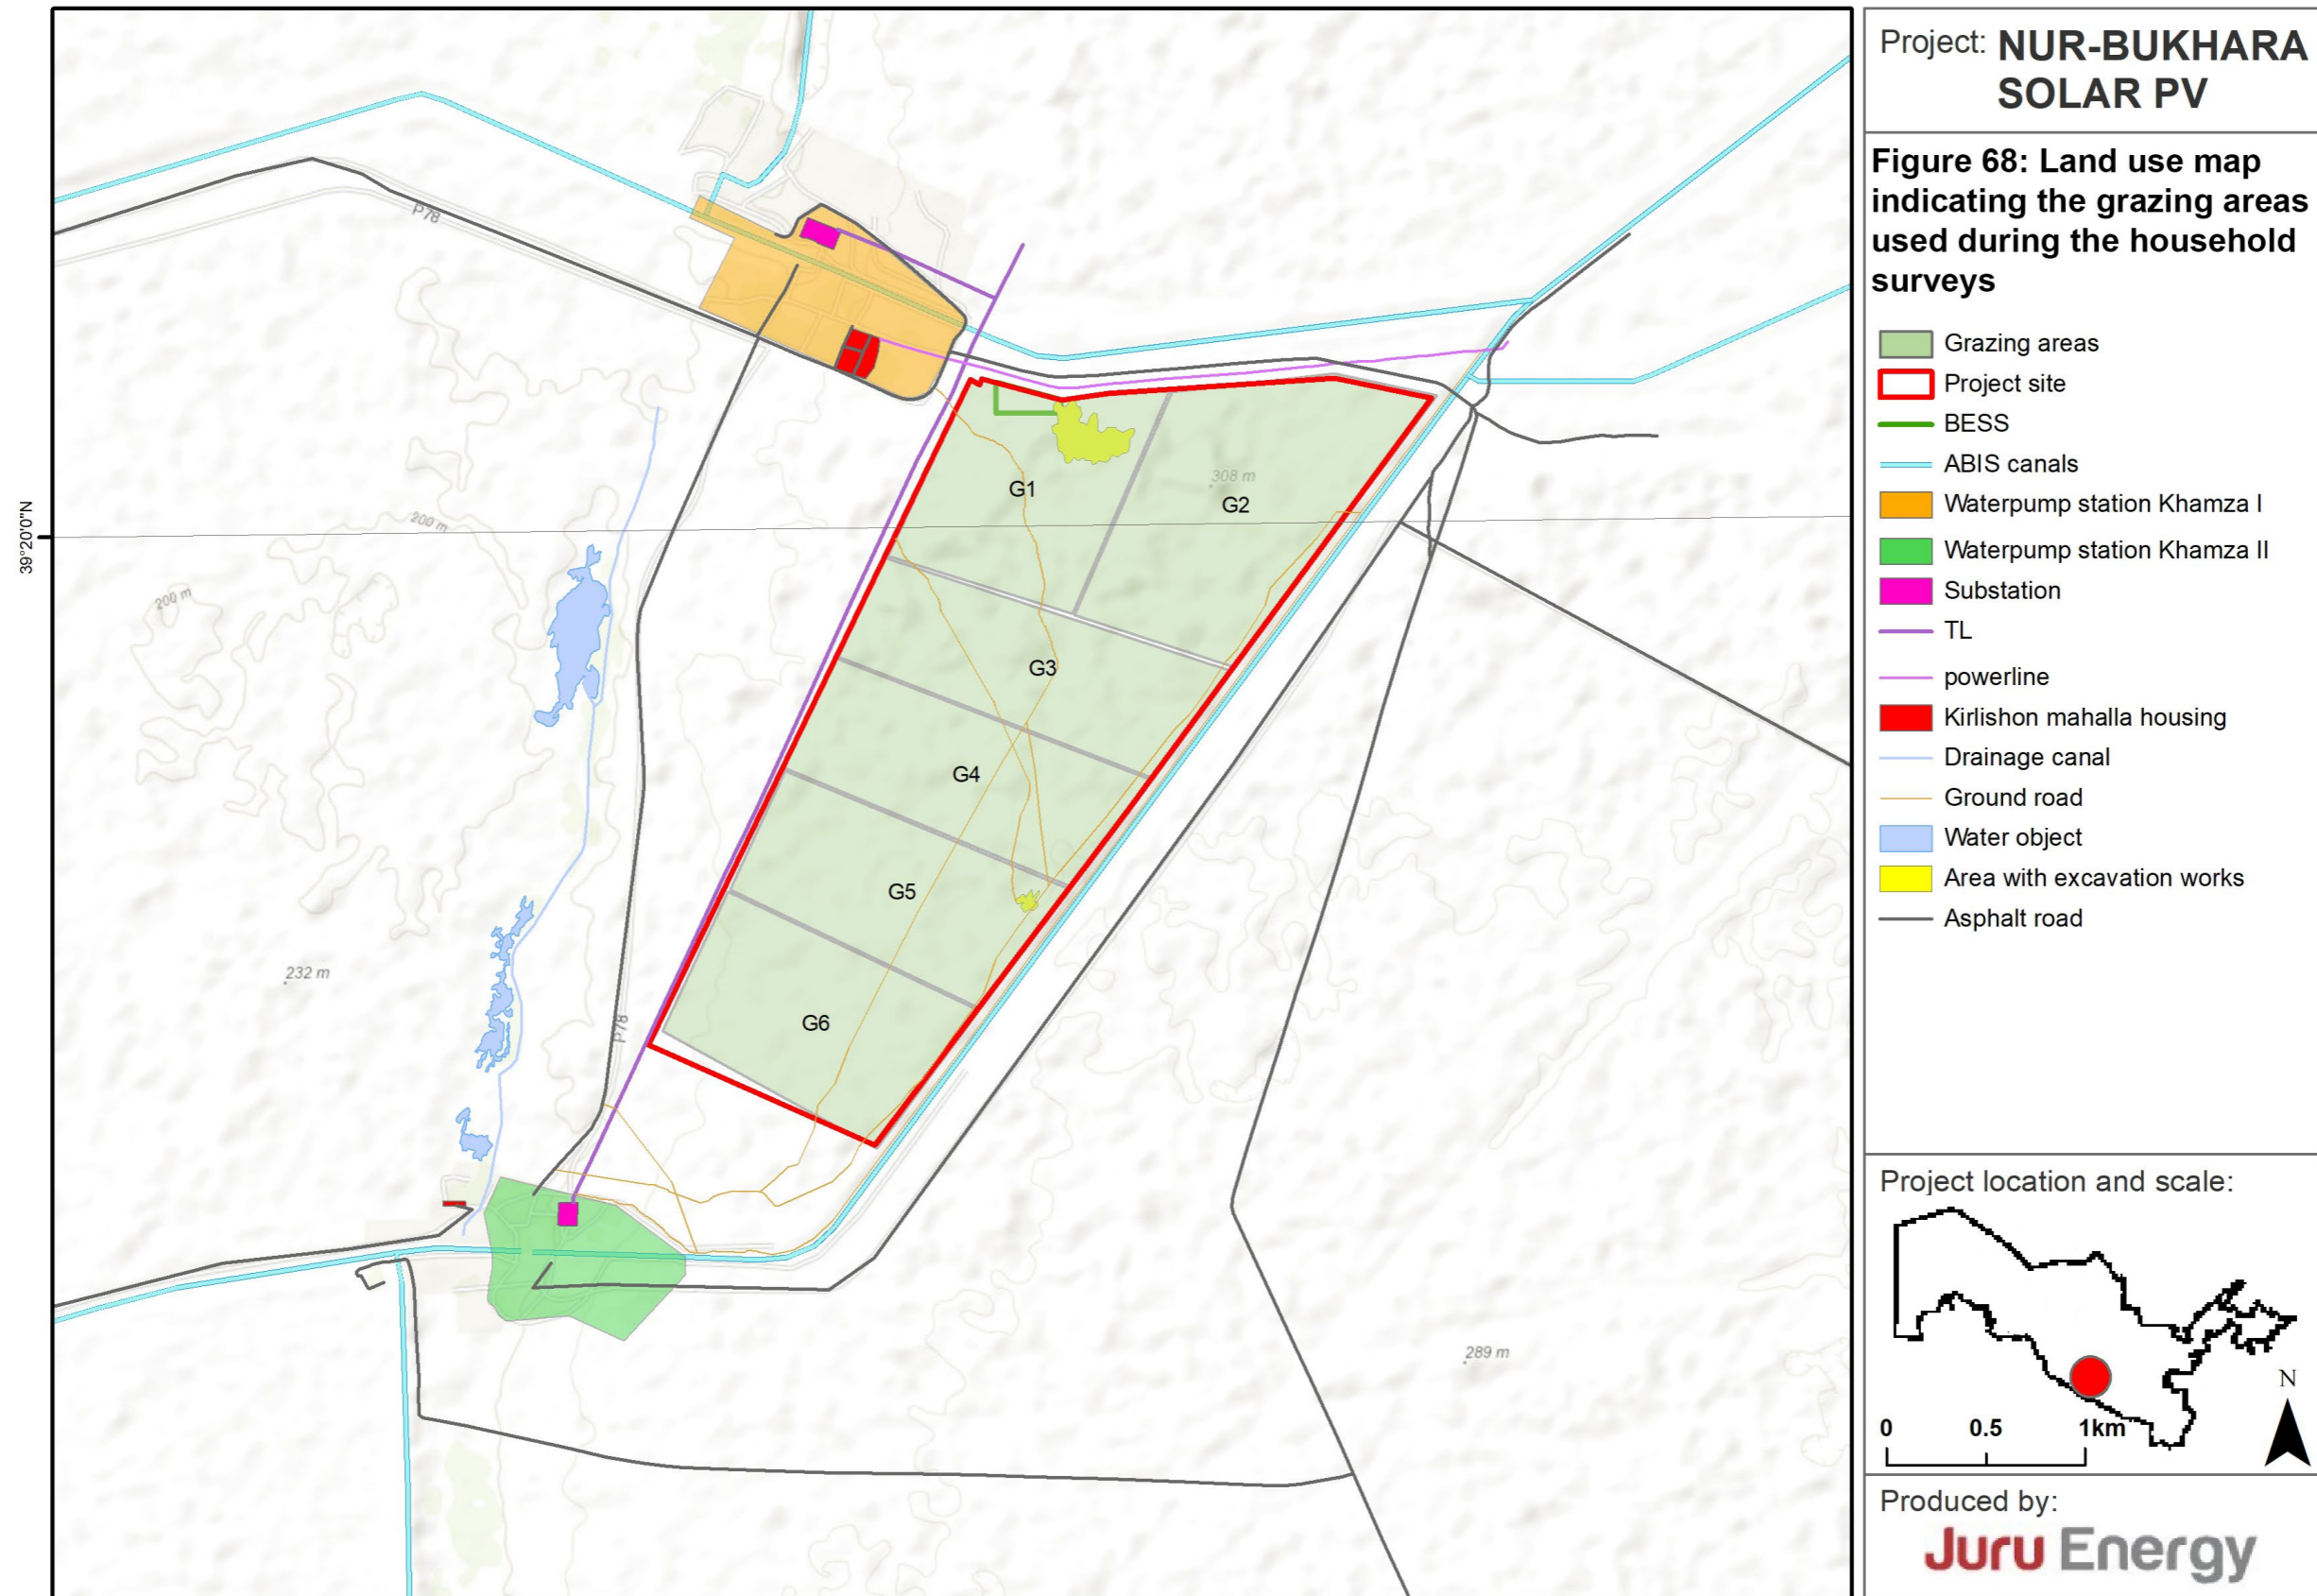 Project: NUR-BUKHARA
SOLAR PV
Figure 68: Land use map
indicating the grazing areas
used during the household
surveys
Grazing areas
Project site
BESS
ABIS canals
Waterpump station Khamza I
Waterpump station Khamza II
Substation
TL
powerline
Kirlishon mahalla housing
Drainage canal
Ground road
Water object
Area with excavation works
Asphalt road
Project location and scale:
N
0 0.5 1km
Produced by:
Juru Energy
39°20'0"N
P78
200 m
200 m
232 m
P78
308 m
G1
G2
G3
G4
G5
G6
289 m